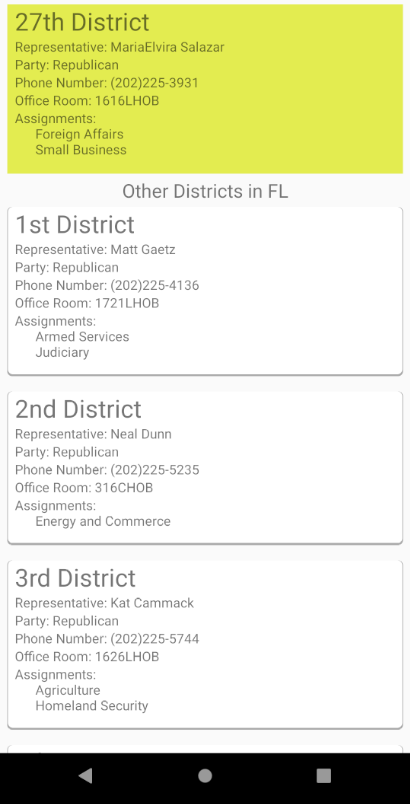 27th District
Representative: MariaElvira Salazar
Party: Republican
Phone Number: (202)225-3931
Office Room: 1616LHOB
Assignments:
Foreign Affairs
Small Business
Other Districts in FL
1st District
Representative: Matt Gaetz
Party: Republican
Phone Number: (202)225-4136
Office Room: 1721LHOB
Assignments:
Armed Services
Judiciary
2nd District
Representative: Neal Dunn
Party: Republican
Phone Number: (202)225-5235
Office Room: 316CHOB
Assignments:
Energy and Commerce
3rd District
Representative: Kat Cammack
Party: Republican
Phone Number: (202)225-5744
Office Room: 1626LHOB
Assignments:
Agriculture
Homeland Security